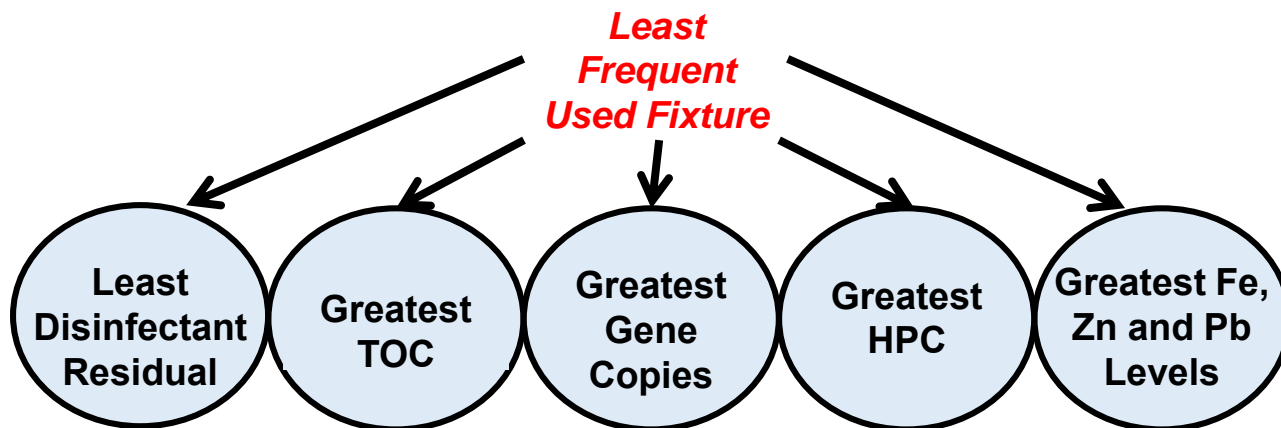 Least
Frequent
Used Fixture
Least
Disinfectant
Residual
Greatest
TOC
Greatest
Gene
Copies
Greatest
HPC
Greatest Fe,
Zn and Pb
Levels